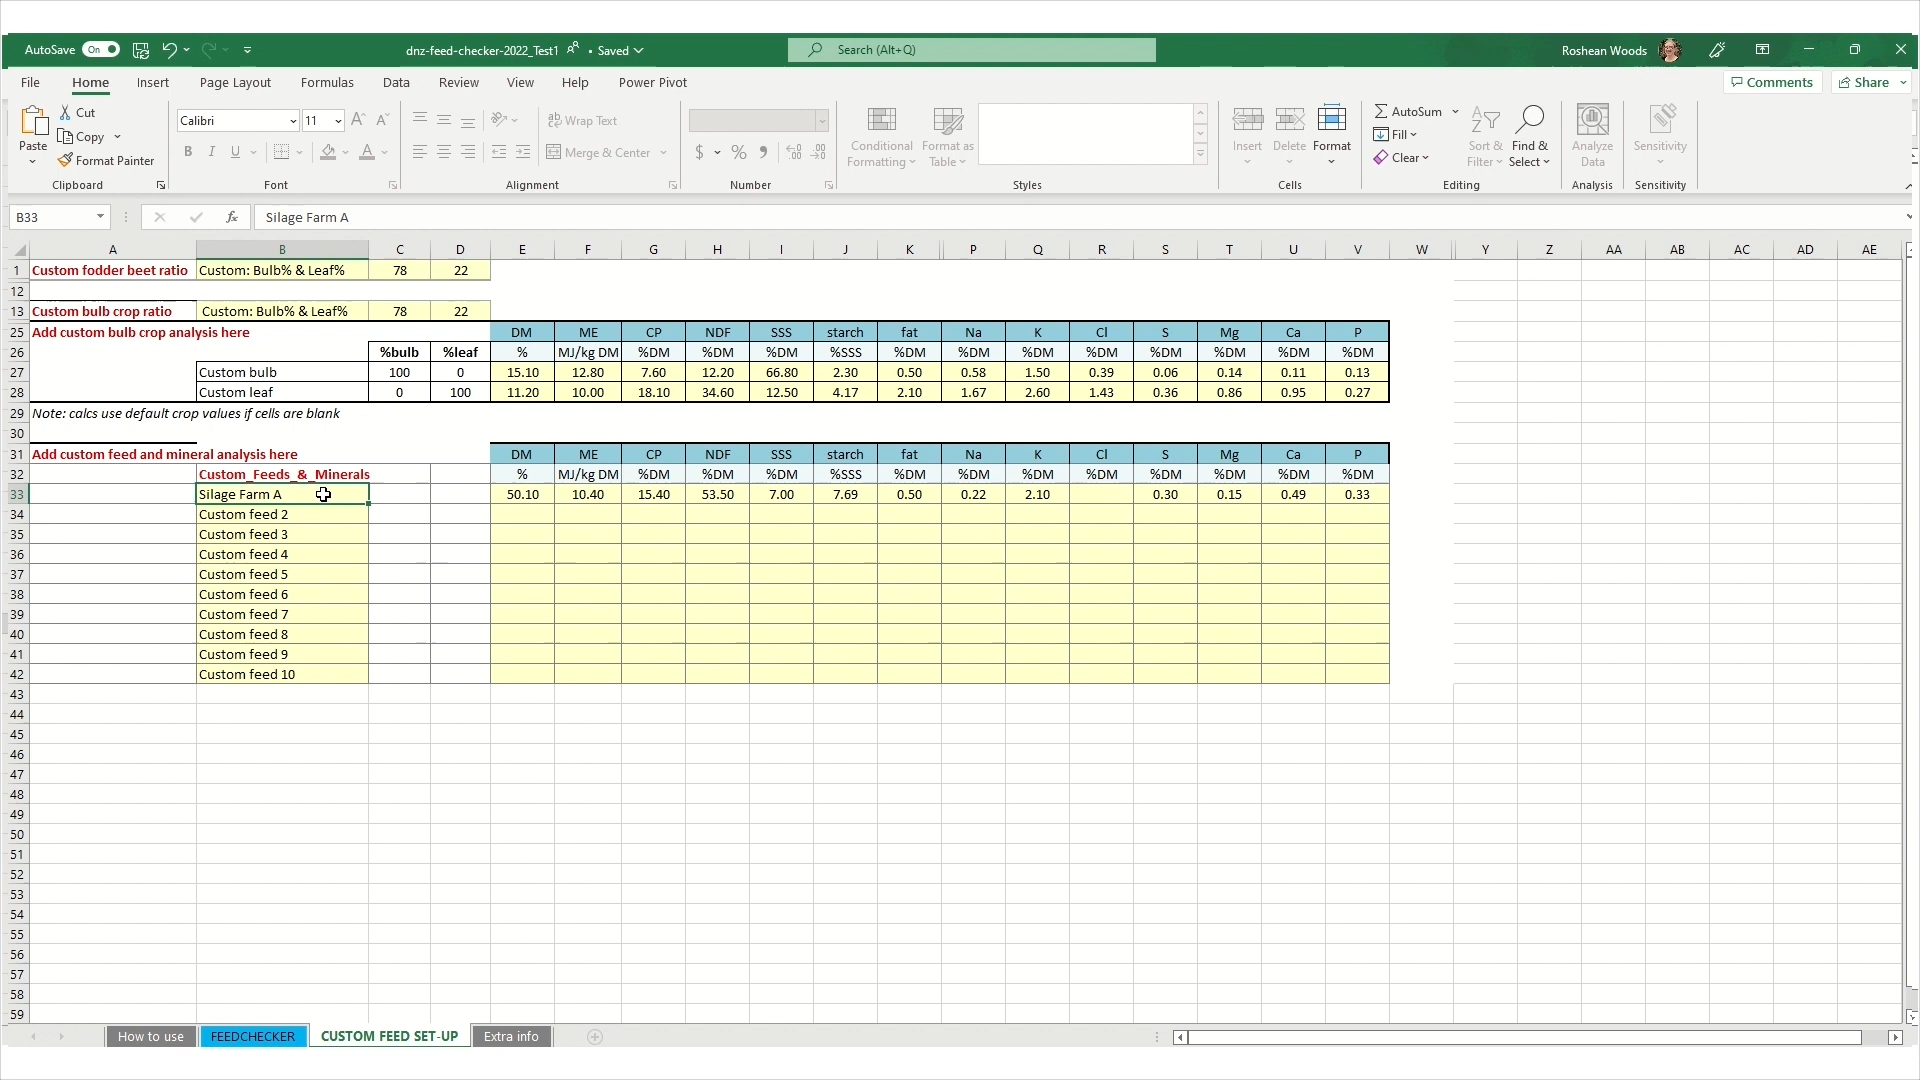 AutoSave On dnz-feed-checker-2022_Test1 • Saved Search (Alt+Q) Roshean Woods
File Home Insert Page Layout Formulas Data Review View Help Power Pivot Comments Share
Cut
Copy
Format Painter
Paste
Clipboard
Calibri 11
B I U
Font
Wrap Text
Merge & Center
Alignment
$ % 9
Number
Conditional Formatting
Format as Table
Styles
Insert Delete Format
Cells
AutoSum
Fill
Clear
Sort & Filter
Find & Select
Editing
Analyze Data
Analysis
Sensitivity
Sensitivity
B33 fx Silage Farm A
A B C D E F G H I J K P Q R S T U V W Y Z AA AB AC AD AE
1 Custom fodder beet ratio Custom: Bulb% & Leaf% 78 22
12
13 Custom bulb crop ratio Custom: Bulb% & Leaf% 78 22
25 Add custom bulb crop analysis here DM ME CP NDF SSS starch fat Na K Cl S Mg Ca P
26 %bulb %leaf % MJ/kg DM %DM %DM %DM %SSS %DM %DM %DM %DM %DM %DM %DM %DM
27 Custom bulb 100 0 15.10 12.80 7.60 12.20 66.80 2.30 0.50 0.58 1.50 0.39 0.06 0.14 0.11 0.13
28 Custom leaf 0 100 11.20 10.00 18.10 34.60 12.50 4.17 2.10 1.67 2.60 1.43 0.36 0.86 0.95 0.27
29 Note: calcs use default crop values if cells are blank
30
31 Add custom feed and mineral analysis here DM ME CP NDF SSS starch fat Na K Cl S Mg Ca P
32 Custom_Feeds_&_Minerals % MJ/kg DM %DM %DM %DM %SSS %DM %DM %DM %DM %DM %DM %DM %DM
33 Silage Farm A 50.10 10.40 15.40 53.50 7.00 7.69 0.50 0.22 2.10 0.30 0.15 0.49 0.33
34 Custom feed 2
35 Custom feed 3
36 Custom feed 4
37 Custom feed 5
38 Custom feed 6
39 Custom feed 7
40 Custom feed 8
41 Custom feed 9
42 Custom feed 10
43
44
45
46
47
48
49
50
51
52
53
54
55
56
57
58
59
How to use FEEDCHECKER CUSTOM FEED SET-UP Extra info